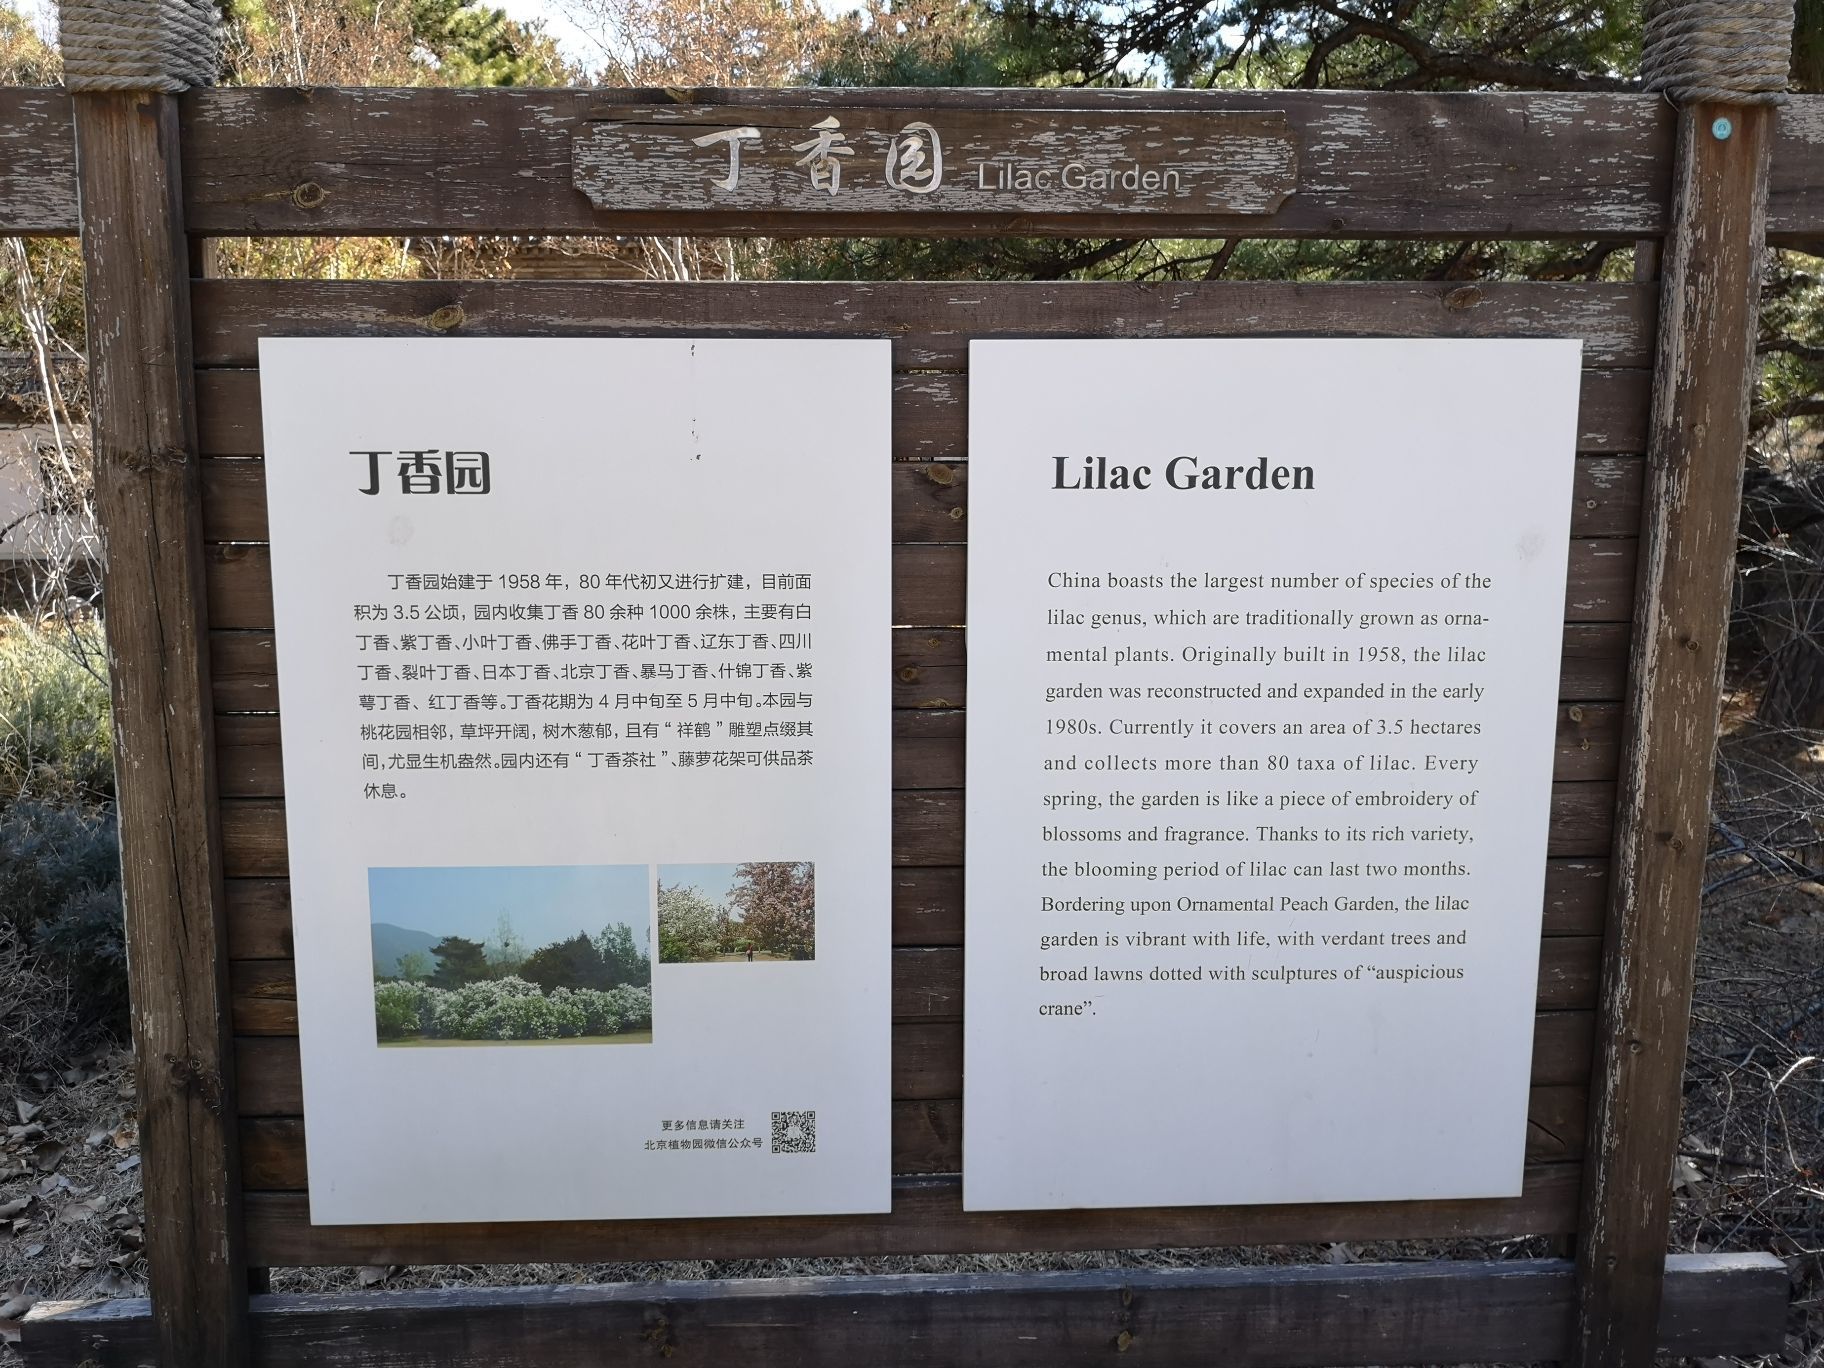 丁香园 Lilac Garden
丁香园
丁香园始建于 1958 年，80 年代初又进行扩建，目前面
积为 3.5 公顷，园内收集丁香 80 余种 1000 余株，主要有白
丁香、紫丁香、小叶丁香、佛手丁香、花叶丁香、辽东丁香、四川
丁香、裂叶丁香、日本丁香、北京丁香、暴马丁香、什锦丁香、紫
萼丁香、红丁香等。丁香花期为 4 月中旬至 5 月中旬。本园与
桃花园相邻，草坪开阔，树木葱郁，且有“祥鹤”雕塑点缀其
间，尤显生机盎然。园内还有“丁香茶社”、藤萝花架可供品茶
休息。
更多信息请关注
北京植物园微信公众号
Lilac Garden
China boasts the largest number of species of the
lilac genus, which are traditionally grown as orna-
mental plants. Originally built in 1958, the lilac
garden was reconstructed and expanded in the early
1980s. Currently it covers an area of 3.5 hectares
and collects more than 80 taxa of lilac. Every
spring, the garden is like a piece of embroidery of
blossoms and fragrance. Thanks to its rich variety,
the blooming period of lilac can last two months.
Bordering upon Ornamental Peach Garden, the lilac
garden is vibrant with life, with verdant trees and
broad lawns dotted with sculptures of “auspicious
crane”.